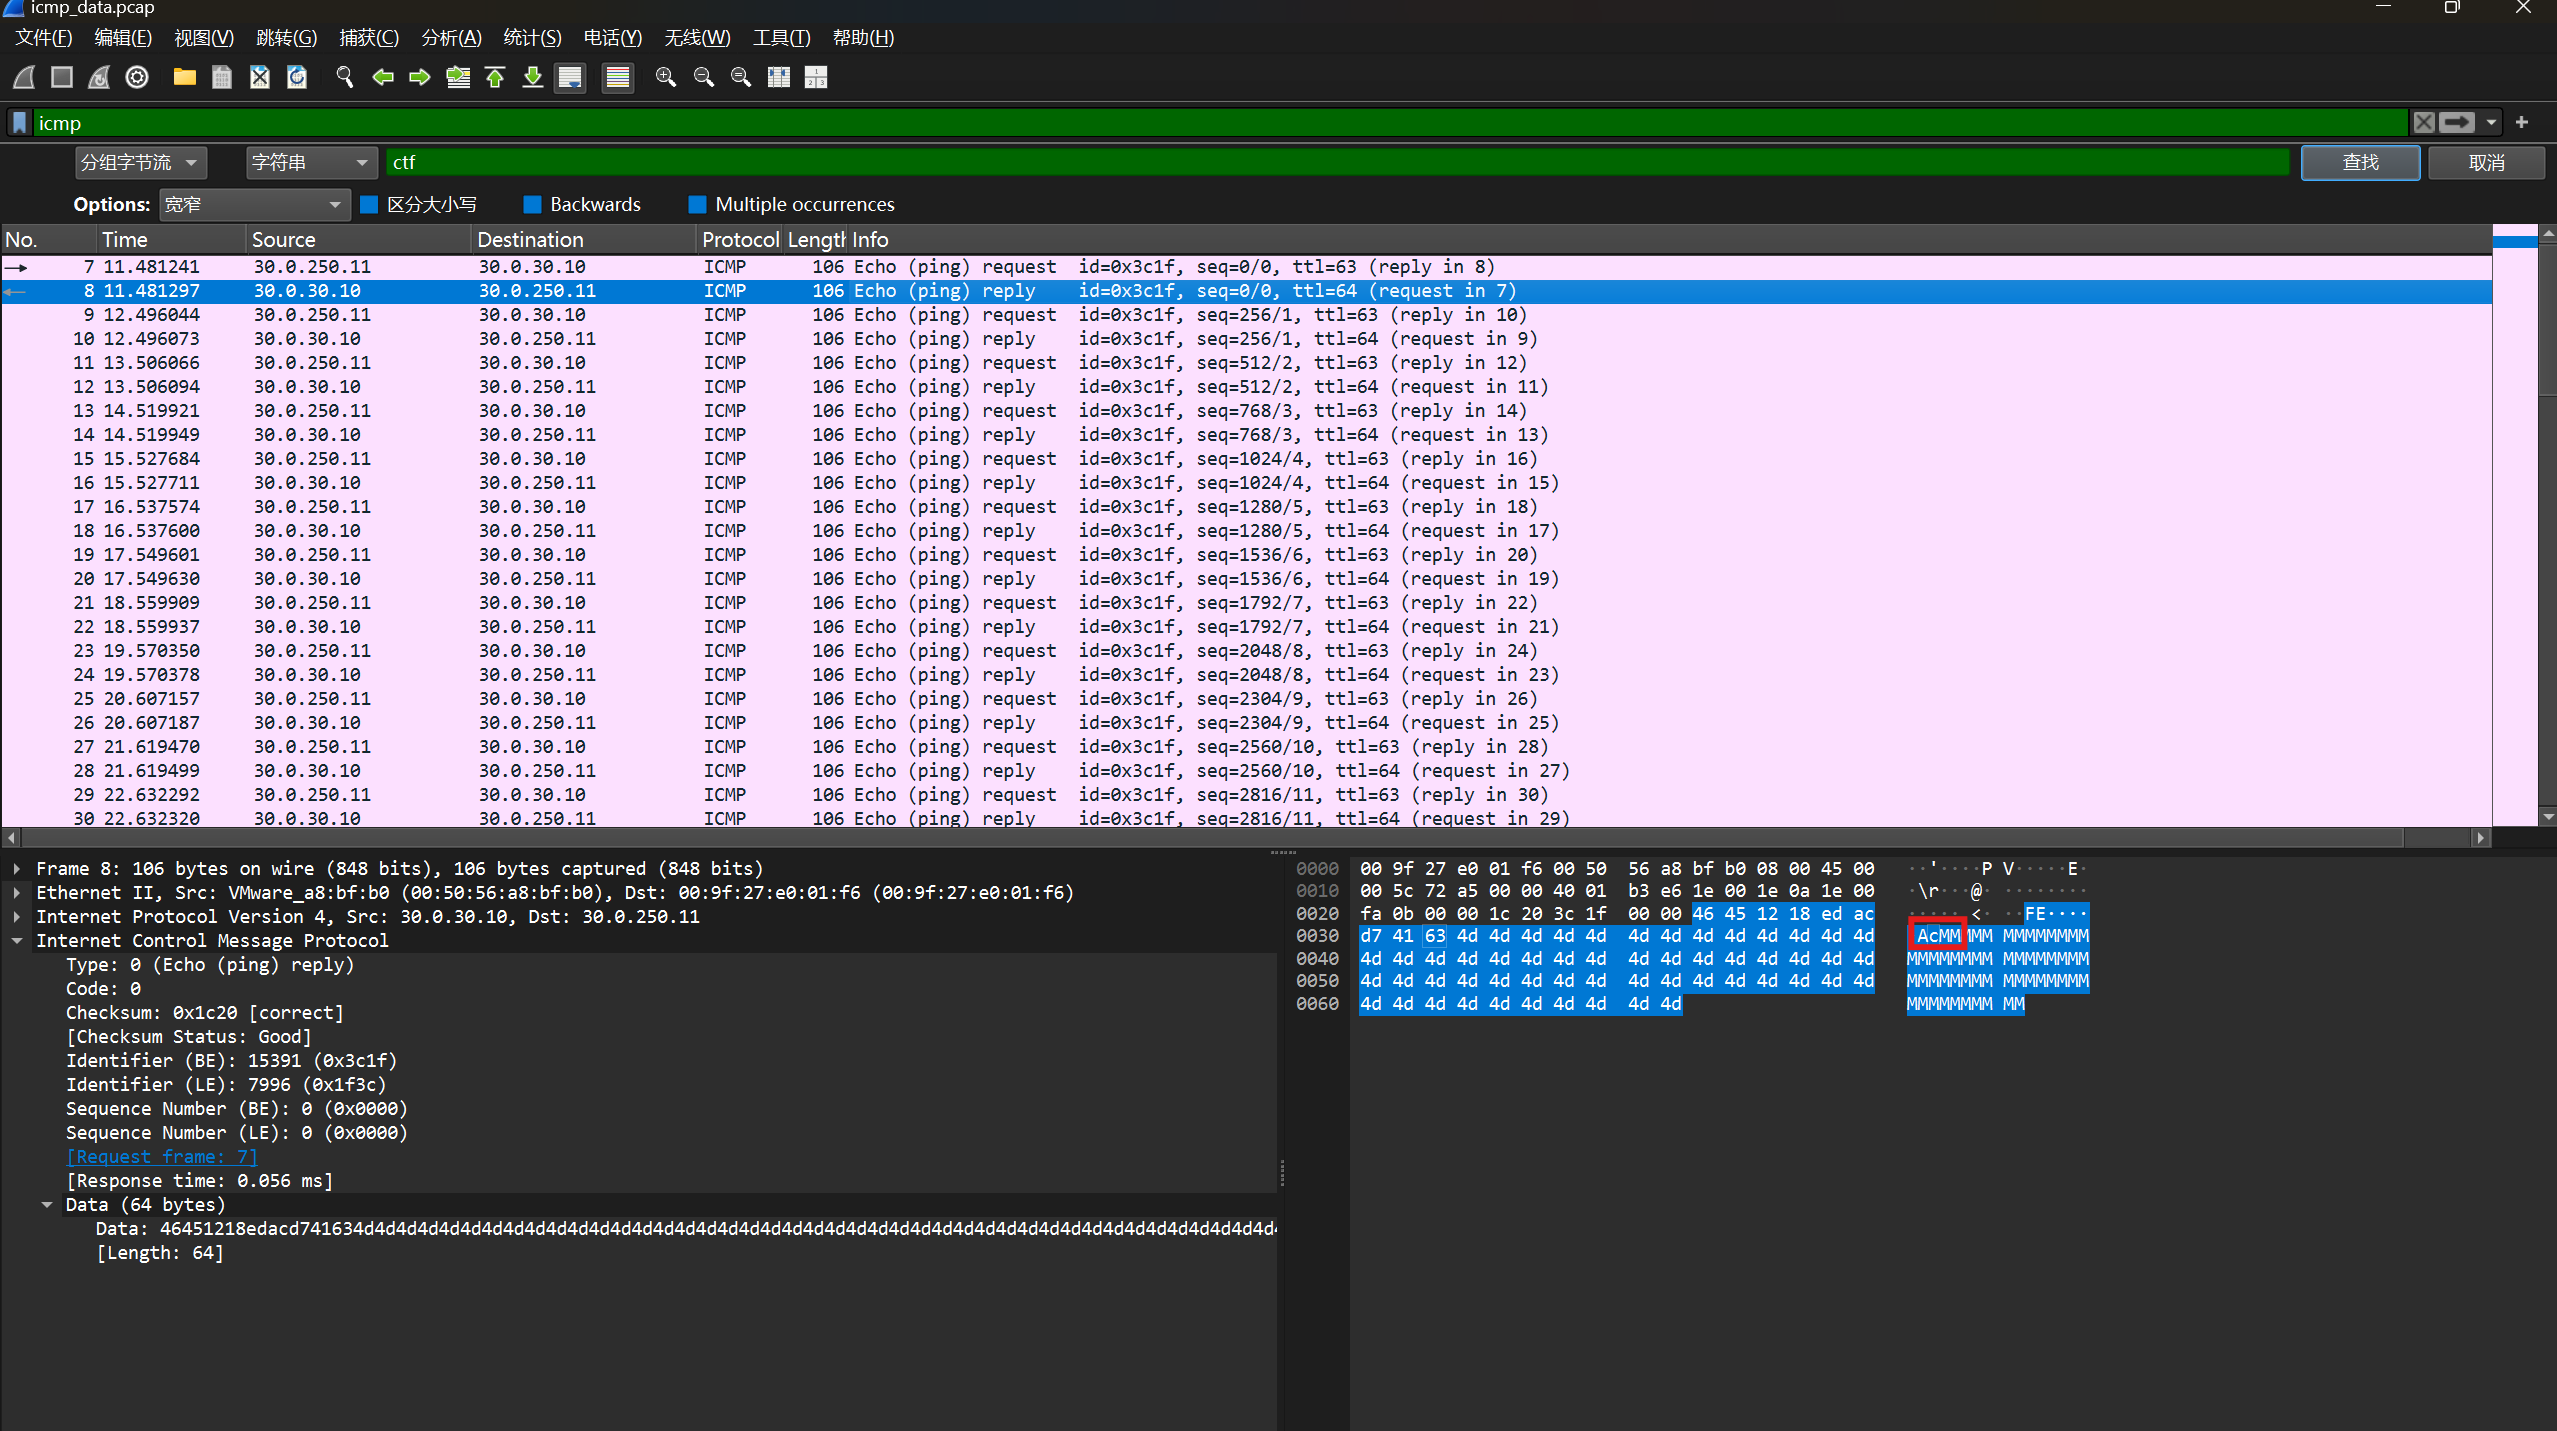 icmp_data.pcap
文件(F) 编辑(E) 视图(V) 跳转(G) 捕获(C) 分析(A) 统计(S) 电话(Y) 无线(W) 工具(T) 帮助(H)
icmp
分组字节流 字符串 ctf 查找 取消
Options: 宽窄 区分大小写 Backwards Multiple occurrences
No. Time Source Destination Protocol Length Info
7 11.481241 30.0.250.11 30.0.30.10 ICMP 106 Echo (ping) request id=0x3c1f, seq=0/0, ttl=63 (reply in 8)
8 11.481297 30.0.30.10 30.0.250.11 ICMP 106 Echo (ping) reply id=0x3c1f, seq=0/0, ttl=64 (request in 7)
9 12.496044 30.0.250.11 30.0.30.10 ICMP 106 Echo (ping) request id=0x3c1f, seq=256/1, ttl=63 (reply in 10)
10 12.496073 30.0.30.10 30.0.250.11 ICMP 106 Echo (ping) reply id=0x3c1f, seq=256/1, ttl=64 (request in 9)
11 13.506066 30.0.250.11 30.0.30.10 ICMP 106 Echo (ping) request id=0x3c1f, seq=512/2, ttl=63 (reply in 12)
12 13.506094 30.0.30.10 30.0.250.11 ICMP 106 Echo (ping) reply id=0x3c1f, seq=512/2, ttl=64 (request in 11)
13 14.519921 30.0.250.11 30.0.30.10 ICMP 106 Echo (ping) request id=0x3c1f, seq=768/3, ttl=63 (reply in 14)
14 14.519949 30.0.30.10 30.0.250.11 ICMP 106 Echo (ping) reply id=0x3c1f, seq=768/3, ttl=64 (request in 13)
15 15.527684 30.0.250.11 30.0.30.10 ICMP 106 Echo (ping) request id=0x3c1f, seq=1024/4, ttl=63 (reply in 16)
16 15.527711 30.0.30.10 30.0.250.11 ICMP 106 Echo (ping) reply id=0x3c1f, seq=1024/4, ttl=64 (request in 15)
17 16.537574 30.0.250.11 30.0.30.10 ICMP 106 Echo (ping) request id=0x3c1f, seq=1280/5, ttl=63 (reply in 18)
18 16.537600 30.0.30.10 30.0.250.11 ICMP 106 Echo (ping) reply id=0x3c1f, seq=1280/5, ttl=64 (request in 17)
19 17.549601 30.0.250.11 30.0.30.10 ICMP 106 Echo (ping) request id=0x3c1f, seq=1536/6, ttl=63 (reply in 20)
20 17.549630 30.0.30.10 30.0.250.11 ICMP 106 Echo (ping) reply id=0x3c1f, seq=1536/6, ttl=64 (request in 19)
21 18.559909 30.0.250.11 30.0.30.10 ICMP 106 Echo (ping) request id=0x3c1f, seq=1792/7, ttl=63 (reply in 22)
22 18.559937 30.0.30.10 30.0.250.11 ICMP 106 Echo (ping) reply id=0x3c1f, seq=1792/7, ttl=64 (request in 21)
23 19.570350 30.0.250.11 30.0.30.10 ICMP 106 Echo (ping) request id=0x3c1f, seq=2048/8, ttl=63 (reply in 24)
24 19.570378 30.0.30.10 30.0.250.11 ICMP 106 Echo (ping) reply id=0x3c1f, seq=2048/8, ttl=64 (request in 23)
25 20.607157 30.0.250.11 30.0.30.10 ICMP 106 Echo (ping) request id=0x3c1f, seq=2304/9, ttl=63 (reply in 26)
26 20.607187 30.0.30.10 30.0.250.11 ICMP 106 Echo (ping) reply id=0x3c1f, seq=2304/9, ttl=64 (request in 25)
27 21.619470 30.0.250.11 30.0.30.10 ICMP 106 Echo (ping) request id=0x3c1f, seq=2560/10, ttl=63 (reply in 28)
28 21.619499 30.0.30.10 30.0.250.11 ICMP 106 Echo (ping) reply id=0x3c1f, seq=2560/10, ttl=64 (request in 27)
29 22.632292 30.0.250.11 30.0.30.10 ICMP 106 Echo (ping) request id=0x3c1f, seq=2816/11, ttl=63 (reply in 30)
30 22.632320 30.0.30.10 30.0.250.11 ICMP 106 Echo (ping) reply id=0x3c1f, seq=2816/11, ttl=64 (request in 29)
Frame 8: 106 bytes on wire (848 bits), 106 bytes captured (848 bits)
Ethernet II, Src: VMware_a8:bf:b0 (00:50:56:a8:bf:b0), Dst: 00:9f:27:e0:01:f6 (00:9f:27:e0:01:f6)
Internet Protocol Version 4, Src: 30.0.30.10, Dst: 30.0.250.11
Internet Control Message Protocol
Type: 0 (Echo (ping) reply)
Code: 0
Checksum: 0x1c20 [correct]
[Checksum Status: Good]
Identifier (BE): 15391 (0x3c1f)
Identifier (LE): 7996 (0x1f3c)
Sequence Number (BE): 0 (0x0000)
Sequence Number (LE): 0 (0x0000)
[Request frame: 7]
[Response time: 0.056 ms]
Data (64 bytes)
Data: 46451218edacd741634d4d4d4d4d4d4d4d4d4d4d4d4d4d4d4d4d4d4d4d4d4d4d4d4d4d4d4d4d4d4d4d4d4d4d
[Length: 64]
0000 00 9f 27 e0 01 f6 00 50 56 a8 bf b0 08 00 45 00 ··'····P V·····E·
0010 00 5c 72 a5 00 00 40 01 b3 e6 1e 00 1e 0a 1e 00 ·\r···@· ········
0020 fa 0b 00 00 1c 20 3c 1f 00 00 46 45 12 18 ed ac ····· <· ··FE····
0030 d7 41 63 4d 4d 4d 4d 4d 4d 4d 4d 4d 4d 4d 4d 4d ·AcMMMMM MMMMMMMM
0040 4d 4d 4d 4d 4d 4d 4d 4d 4d 4d 4d 4d 4d 4d 4d 4d MMMMMMMM MMMMMMMM
0050 4d 4d 4d 4d 4d 4d 4d 4d 4d 4d 4d 4d 4d 4d 4d 4d MMMMMMMM MMMMMMMM
0060 4d 4d 4d 4d 4d 4d 4d 4d 4d 4d MMMMMMMM MM